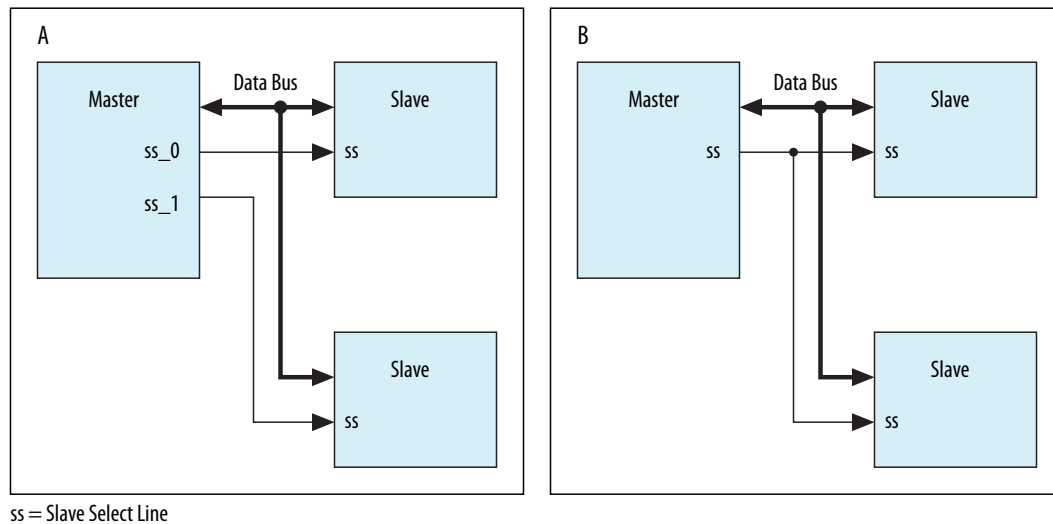 A
Data Bus
Master
Slave
ss_0
ss
ss_1
Slave
ss
B
Data Bus
Master
Slave
ss
ss
Slave
ss
ss = Slave Select Line